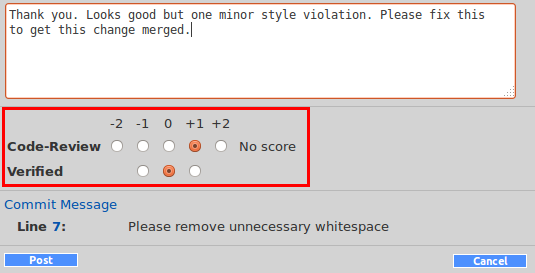 Thank you. Looks good but one minor style violation. Please fix this
to get this change merged.
-2 -1 0 +1 +2
Code-Review No score
Verified
Commit Message
Line 7: Please remove unnecessary whitespace
Post Cancel